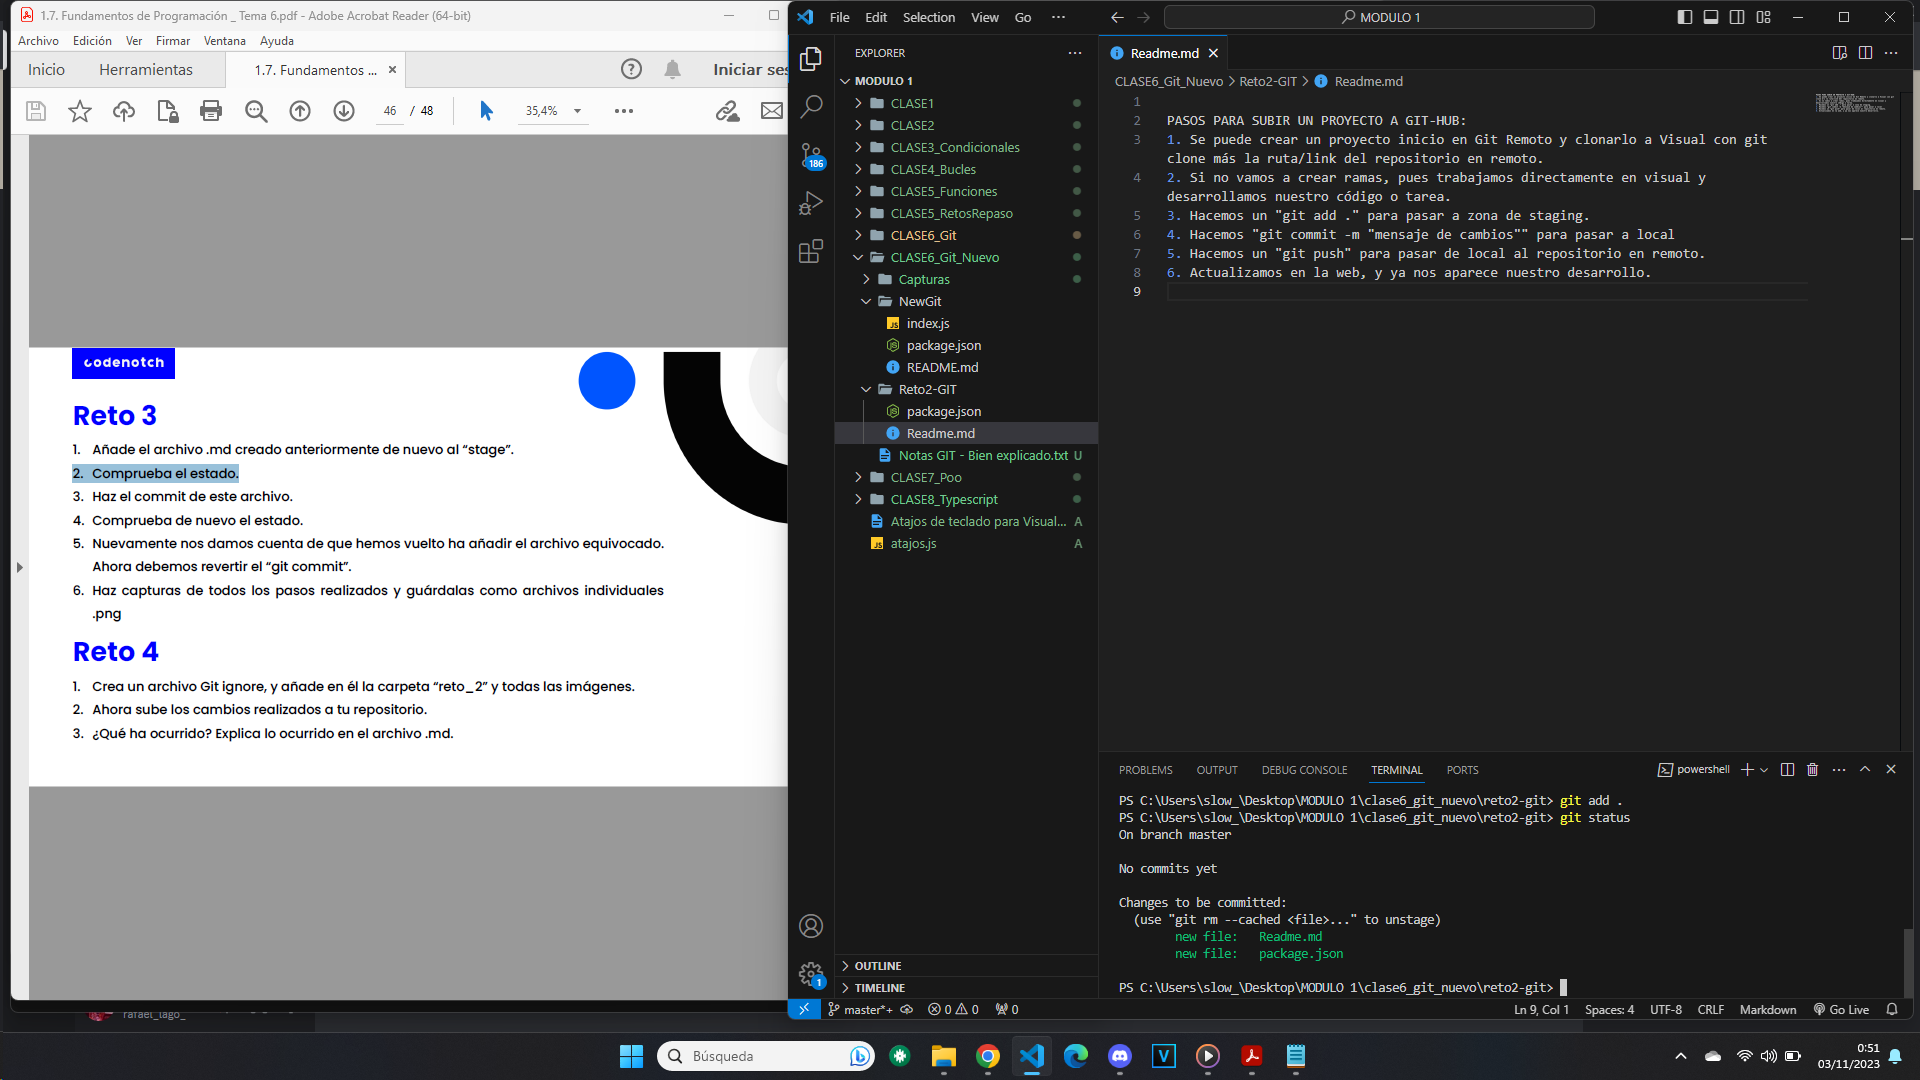 1.7. Fundamentos de Programación _ Tema 6.pdf - Adobe Acrobat Reader (64-bit)
Archivo Edición Ver Firmar Ventana Ayuda
Inicio Herramientas 1.7. Fundamentos ... × Iniciar ses
46 / 48 35,4%
codenotch
Reto 3
1. Añade el archivo .md creado anteriormente de nuevo al “stage”.
2. Comprueba el estado.
3. Haz el commit de este archivo.
4. Comprueba de nuevo el estado.
5. Nuevamente nos damos cuenta de que hemos vuelto ha añadir el archivo equivocado.
Ahora debemos revertir el “git commit”.
6. Haz capturas de todos los pasos realizados y guárdalas como archivos individuales
.png
Reto 4
1. Crea un archivo Git ignore, y añade en él la carpeta “reto_2” y todas las imágenes.
2. Ahora sube los cambios realizados a tu repositorio.
3. ¿Qué ha ocurrido? Explica lo ocurrido en el archivo .md.
rafael_lago_
File Edit Selection View Go ··· MODULO 1
EXPLORER
MODULO 1
CLASE1
CLASE2
CLASE3_Condicionales
CLASE4_Bucles
CLASE5_Funciones
CLASE5_RetosRepaso
CLASE6_Git
CLASE6_Git_Nuevo
Capturas
NewGit
index.js
package.json
README.md
Reto2-GIT
package.json
Readme.md
Notas GIT - Bien explicado.txt U
CLASE7_Poo
CLASE8_Typescript
Atajos de teclado para Visual... A
atajos.js A
OUTLINE
TIMELINE
186
1
Readme.md
CLASE6_Git_Nuevo > Reto2-GIT > Readme.md
1
2 PASOS PARA SUBIR UN PROYECTO A GIT-HUB:
3 1. Se puede crear un proyecto inicio en Git Remoto y clonarlo a Visual con git
clone más la ruta/link del repositorio en remoto.
4 2. Si no vamos a crear ramas, pues trabajamos directamente en visual y
desarrollamos nuestro código o tarea.
5 3. Hacemos un "git add ." para pasar a zona de staging.
6 4. Hacemos "git commit -m "mensaje de cambios"" para pasar a local
7 5. Hacemos un "git push" para pasar de local al repositorio en remoto.
8 6. Actualizamos en la web, y ya nos aparece nuestro desarrollo.
9
PROBLEMS OUTPUT DEBUG CONSOLE TERMINAL PORTS powershell
PS C:\Users\slow_\Desktop\MODULO 1\clase6_git_nuevo\reto2-git> git add .
PS C:\Users\slow_\Desktop\MODULO 1\clase6_git_nuevo\reto2-git> git status
On branch master
No commits yet
Changes to be committed:
(use "git rm --cached <file>..." to unstage)
new file: Readme.md
new file: package.json
PS C:\Users\slow_\Desktop\MODULO 1\clase6_git_nuevo\reto2-git>
master*+ 0 0 0 Ln 9, Col 1 Spaces: 4 UTF-8 CRLF Markdown Go Live
Búsqueda
0:51
03/11/2023